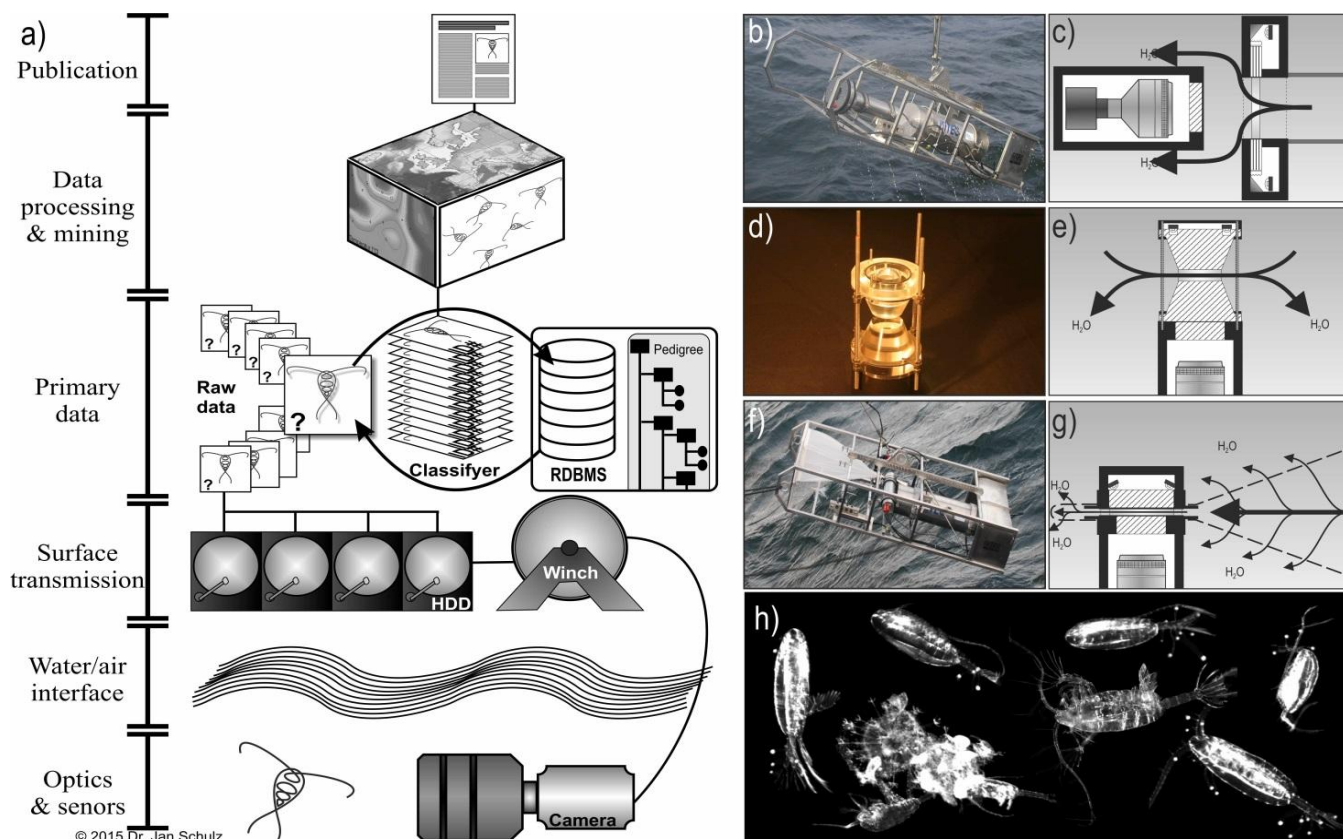 a)
Publication
Data
processing
& mining
Primary
data
Surface
transmission
Water/air
interface
Optics
& senors
© 2015 Dr. Jan Schulz
?
?
?
?
Raw
data
?
?
Classifyer
RDBMS
Pedigree
HDD
Winch
Camera
b)
c)
H₂O
H₂O
d)
e)
H₂O
H₂O
f)
g)
H₂O
H₂O
H₂O
H₂O
h)